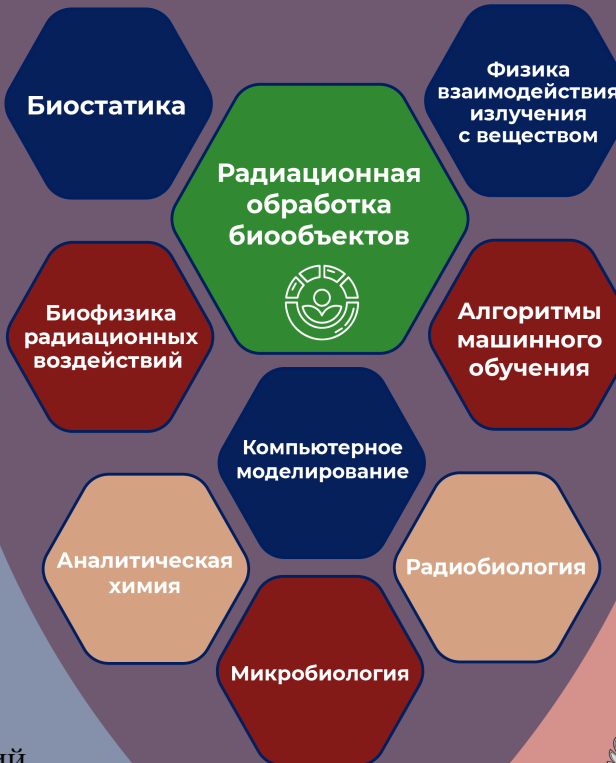 Биостатика
Физика
взаимодействия
излучения
с веществом
Радиационная
обработка
биообъектов
Биофизика
радиационных
воздействий
Алгоритмы
машинного
обучения
Компьютерное
моделирование
Аналитическая
химия
Радиобиология
Микробиология
ий